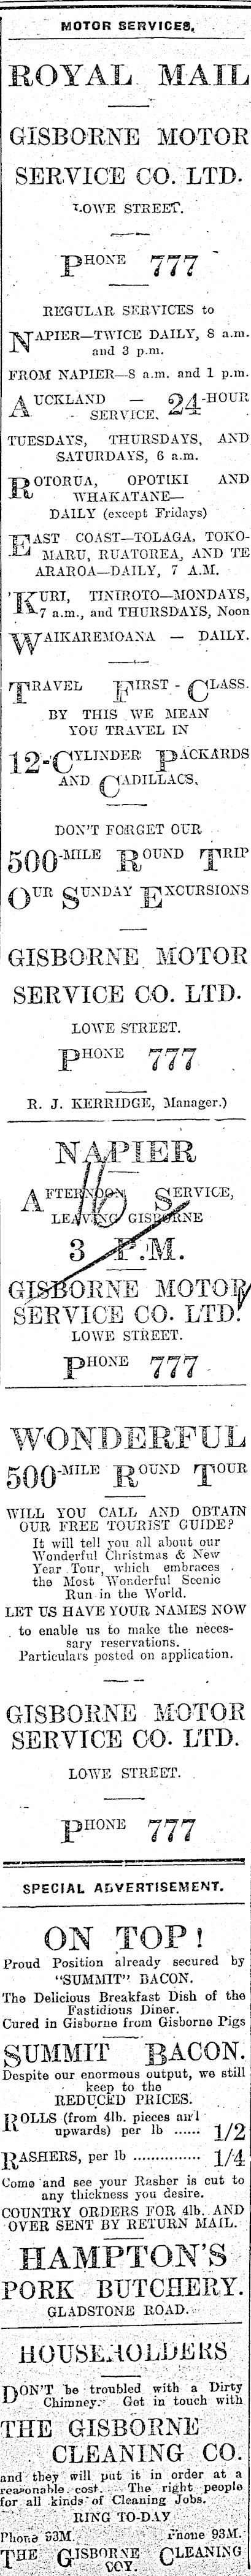 MOTOR SERVICES.
ROYAL MAIL
GISBORNE MOTOR
SERVICE CO. LTD.
LOWE STREET.
PHONE 777
REGULAR SERVICES to
NAPIER—TWICE DAILY, 8 a.m.
and 3 p.m.
FROM NAPIER—8 a.m. and 1 p.m.
AUCKLAND — 24-HOUR
SERVICE.
TUESDAYS, THURSDAYS, AND
SATURDAYS, 6 a.m.
ROTORUA, OPOTIKI AND
WHAKATANE—
DAILY (except Fridays)
EAST COAST—TOLAGA, TOKO-
MARU, RUATOREA, AND TE
ARAROA—DAILY, 7 A.M.
'KURI, TINIROTO—MONDAYS,
7 a.m., and THURSDAYS, Noon
WAIKAREMOANA — DAILY.
TRAVEL FIRST-CLASS.
BY THIS WE MEAN
YOU TRAVEL IN
12-CYLINDER PACKARDS
AND CADILLACS.
DON'T FORGET OUR
500-MILE ROUND TRIP
OUR SUNDAY EXCURSIONS
GISBORNE MOTOR
SERVICE CO. LTD.
LOWE STREET.
PHONE 777
R. J. KERRIDGE, Manager.)
NAPIER
AFTERNOON SERVICE,
LEAVING GISBORNE
3 P.M.
GISBORNE MOTOR
SERVICE CO. LTD.
LOWE STREET.
PHONE 777
WONDERFUL
500-MILE ROUND TOUR
WILL YOU CALL AND OBTAIN
OUR FREE TOURIST GUIDE?
It will tell you all about our
Wonderful Christmas & New
Year Tour, which embraces
the Most Wonderful Scenic
Run in the World.
LET US HAVE YOUR NAMES NOW
to enable us to make the neces-
sary reservations.
Particulars posted on application.
GISBORNE MOTOR
SERVICE CO. LTD.
LOWE STREET.
PHONE 777
SPECIAL ADVERTISEMENT.
ON TOP!
Proud Position already secured by
"SUMMIT" BACON.
The Delicious Breakfast Dish of the
Fastidious Diner.
Cured in Gisborne from Gisborne Pigs
SUMMIT BACON.
Despite our enormous output, we still
keep to the
REDUCED PRICES.
ROLLS (from 4lb. pieces and
upwards) per lb ...... 1/2
RASHERS, per lb ............... 1/4
Come and see your Rasher is cut to
any thickness you desire.
COUNTRY ORDERS FOR 4lb. AND
OVER SENT BY RETURN MAIL.
HAMPTON'S
PORK BUTCHERY.
GLADSTONE ROAD.
HOUSEHOLDERS
DON'T be troubled with a Dirty
Chimney. Get in touch with
THE GISBORNE
CLEANING CO.
and they will put it in order at a
reasonable cost. The right people
for all kinds of Cleaning Jobs.
RING TO-DAY
Phone 93M. Phone 93M.
THE GISBORNE CLEANING
COY.